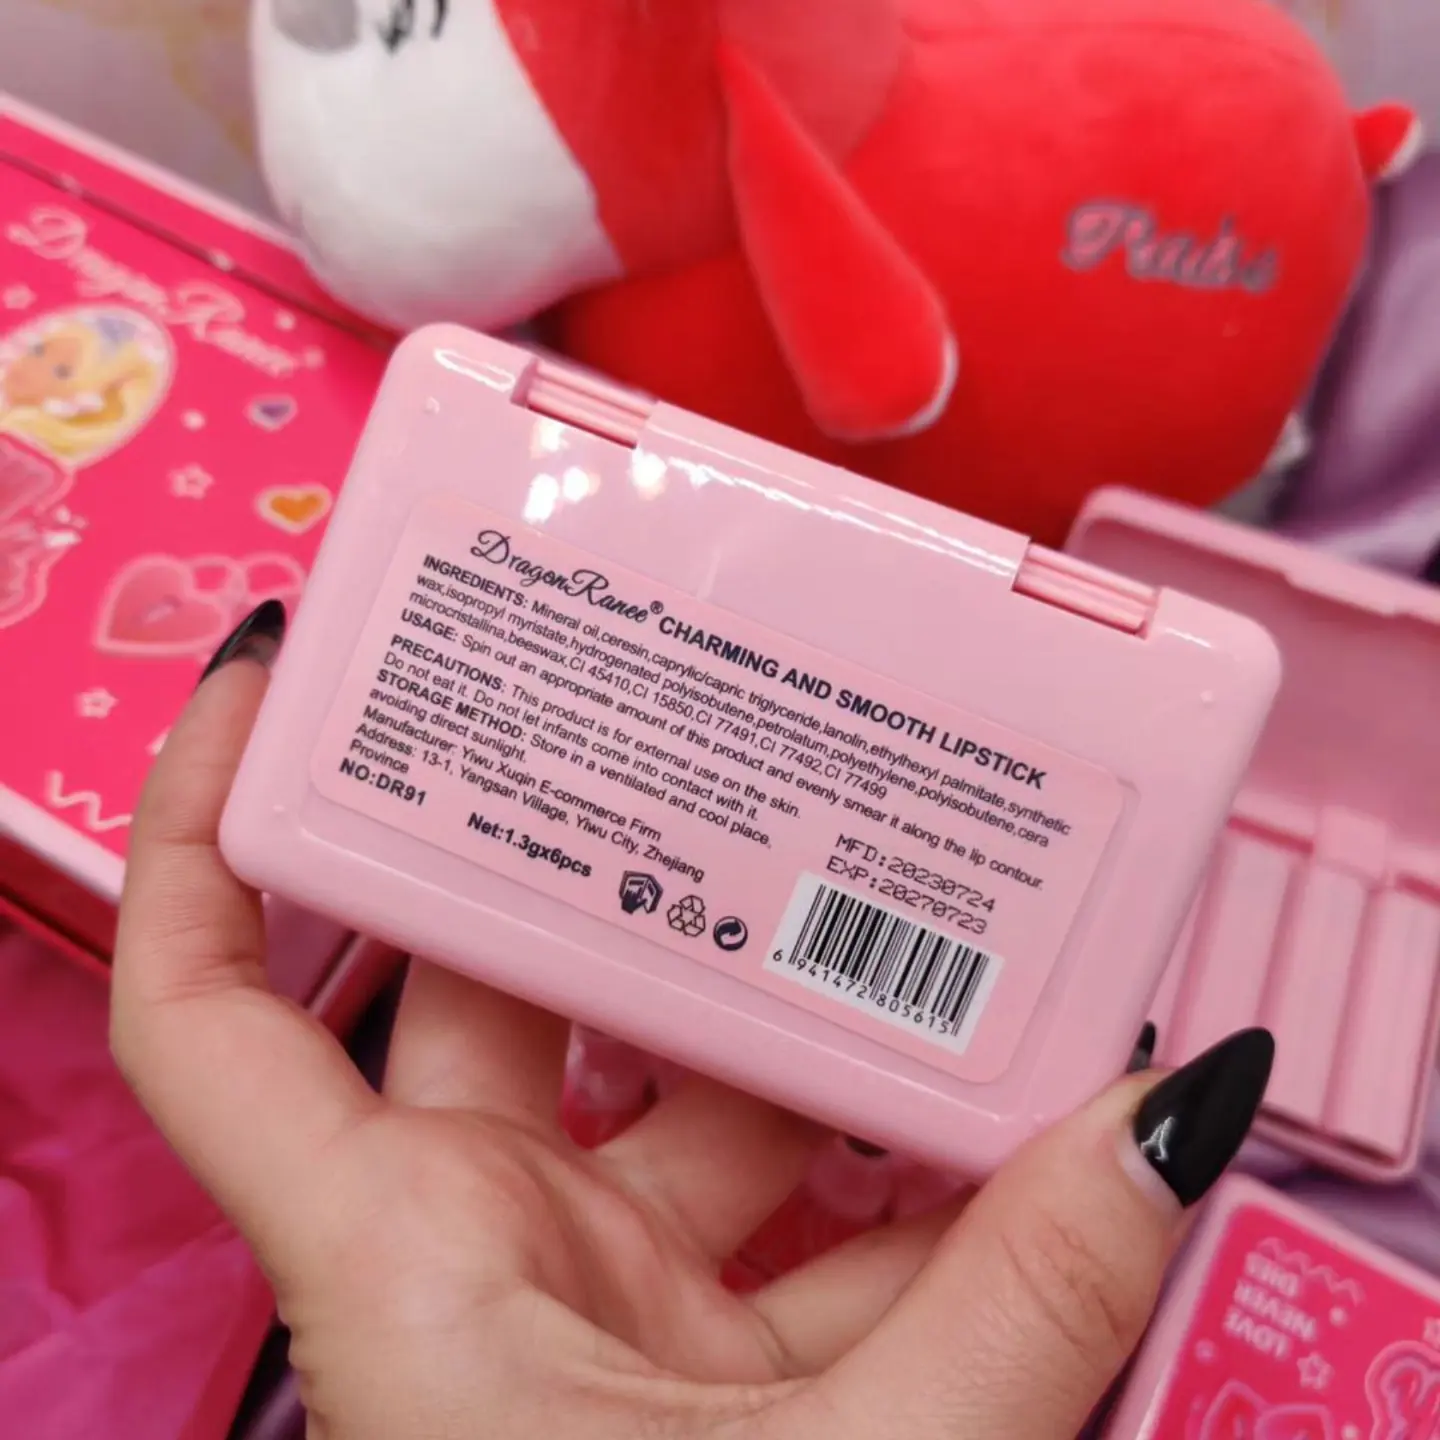 DragonRanee
Rads
DragonRanee® CHARMING AND SMOOTH LIPSTICK
INGREDIENTS: Mineral oil,ceresin,caprylic/capric triglyceride,lanolin,ethylhexyl palmitate,synthetic
wax,isopropyl myristate,hydrogenated polyisobutene,petrolatum,polyethylene,polyisobutene,cera
microcristallina,beeswax,CI 45410,CI 15850,CI 77491,CI 77492,CI 77499
USAGE: Spin out an appropriate amount of this product and evenly smear it along the lip contour.
PRECAUTIONS: This product is for external use on the skin.
Do not eat it. Do not let infants come into contact with it.
STORAGE METHOD: Store in a ventilated and cool place,
avoiding direct sunlight.
Manufacturer: Yiwu Xuqin E-commerce Firm
Address: 13-1, Yangsan Village, Yiwu City, Zhejiang
Province
NO:DR91
Net:1.3gx6pcs
MFD:20230724
EXP:20270723
6 941472 805615
LOVE
NEVER
DIES